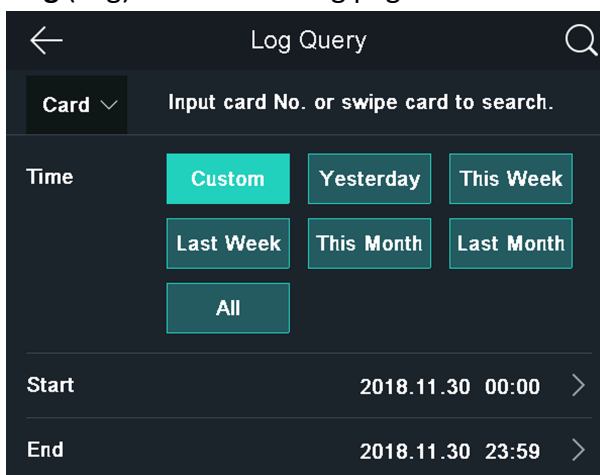 Log Query
Card Input card No. or swipe card to search.
Time Custom Yesterday This Week
Last Week This Month Last Month
All
Start 2018.11.30 00:00
End 2018.11.30 23:59